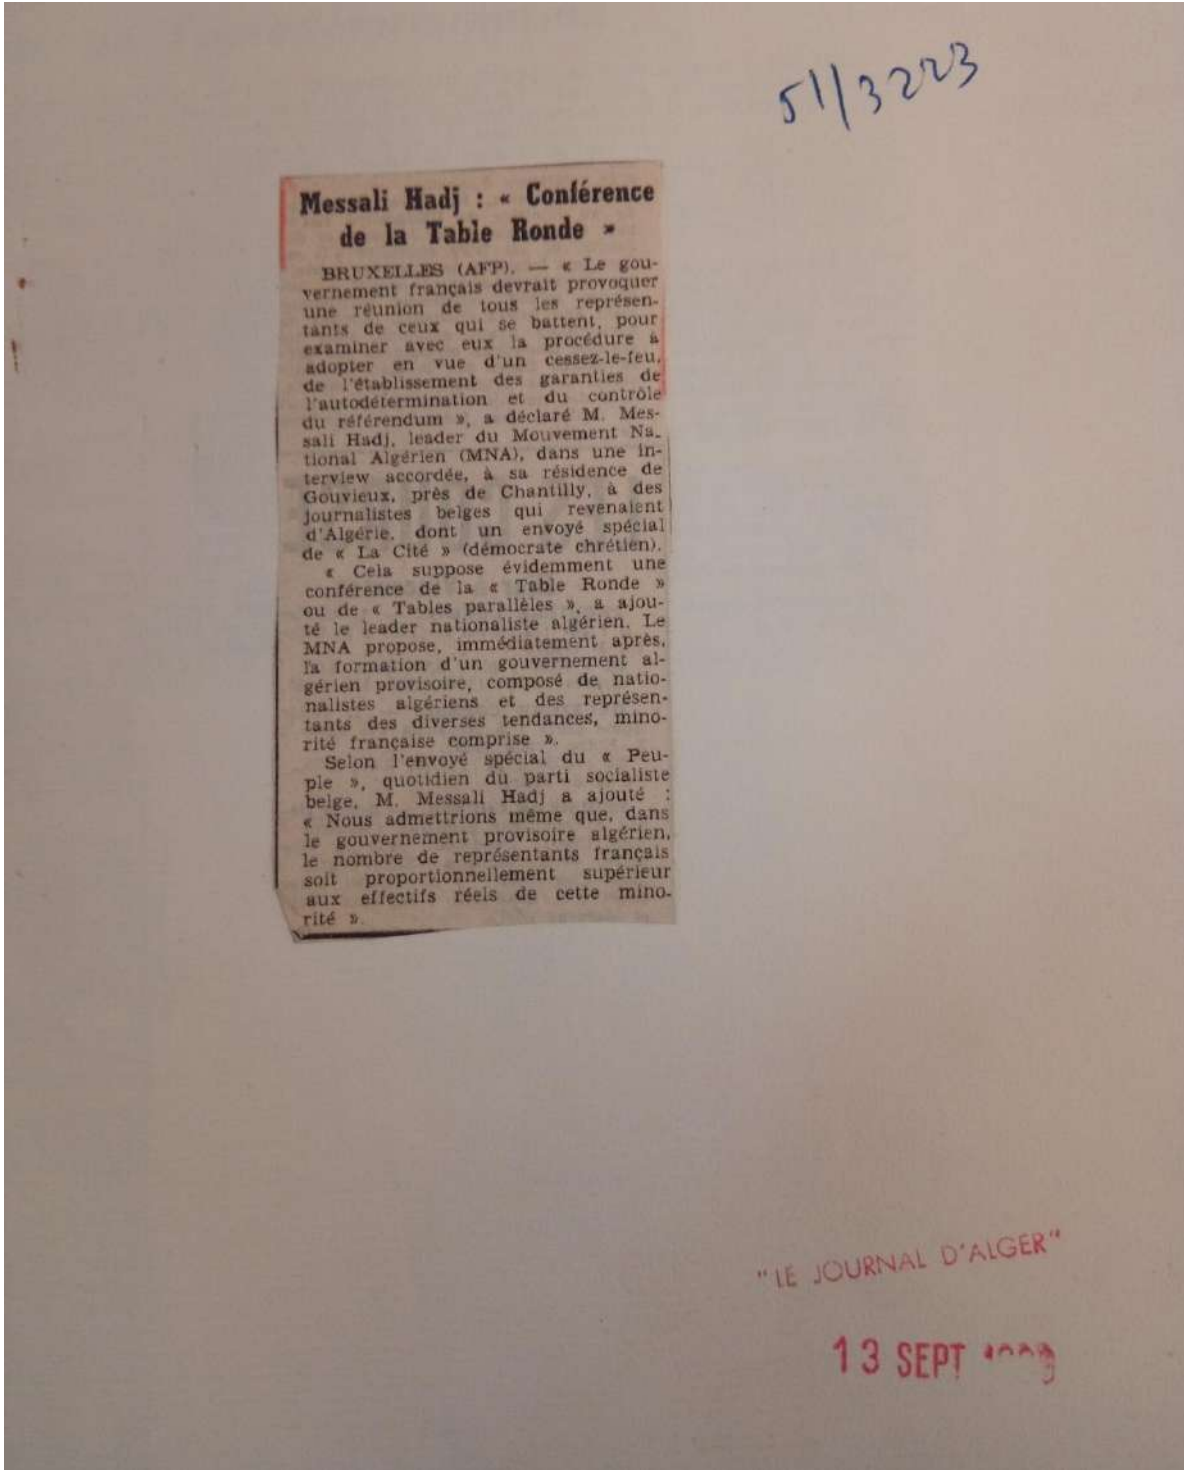 51/3223
Messali Hadj : « Conférence
de la Table Ronde »
BRUXELLES (AFP). — « Le gou-
vernement français devrait provoquer
une réunion de tous les représen-
tants de ceux qui se battent, pour
examiner avec eux la procédure à
adopter en vue d'un cessez-le-feu,
de l'établissement des garanties de
l'autodétermination et du contrôle
du référendum », a déclaré M. Mes-
sali Hadj, leader du Mouvement Na-
tional Algérien (MNA), dans une in-
terview accordée, à sa résidence de
Gouvieux, près de Chantilly, à des
journalistes belges qui revenaient
d'Algérie, dont un envoyé spécial
de « La Cité » (démocrate chrétien).
« Cela suppose évidemment une
conférence de la « Table Ronde »
ou de « Tables parallèles », a ajou-
té le leader nationaliste algérien. Le
MNA propose, immédiatement après,
la formation d'un gouvernement al-
gérien provisoire, composé de natio-
nalistes algériens et des représen-
tants des diverses tendances, mino-
rité française comprise ».
Selon l'envoyé spécial du « Peu-
ple », quotidien du parti socialiste
belge, M. Messali Hadj a ajouté :
« Nous admettrions même que, dans
le gouvernement provisoire algérien,
le nombre de représentants français
soit proportionnellement supérieur
aux effectifs réels de cette mino-
rité ».
"LE JOURNAL D'ALGER"
13 SEPT